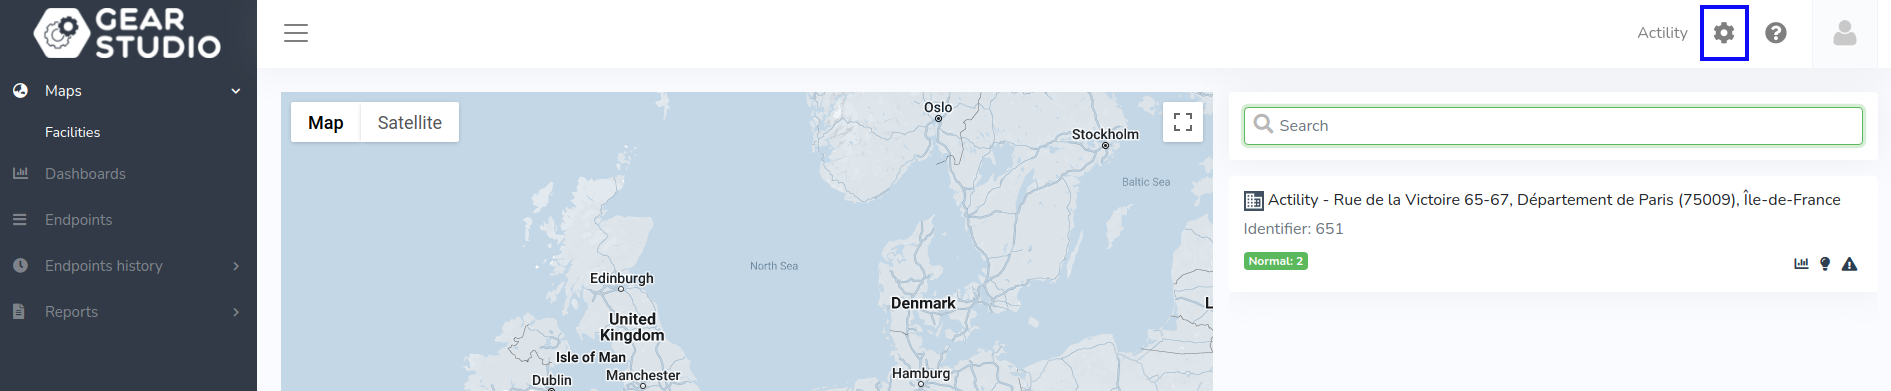 GEAR
STUDIO
Maps
Facilities
Dashboards
Endpoints
Endpoints history
Reports
Actility
Map
Satellite
Oslo
Stockholm
Baltic Sea
North Sea
Edinburgh
Denmark
L
United
Kingdom
Isle of Man
Dublin
Manchester
Hamburg
Search
Actility - Rue de la Victoire 65-67, Département de Paris (75009), Île-de-France
Identifier: 651
Normal: 2